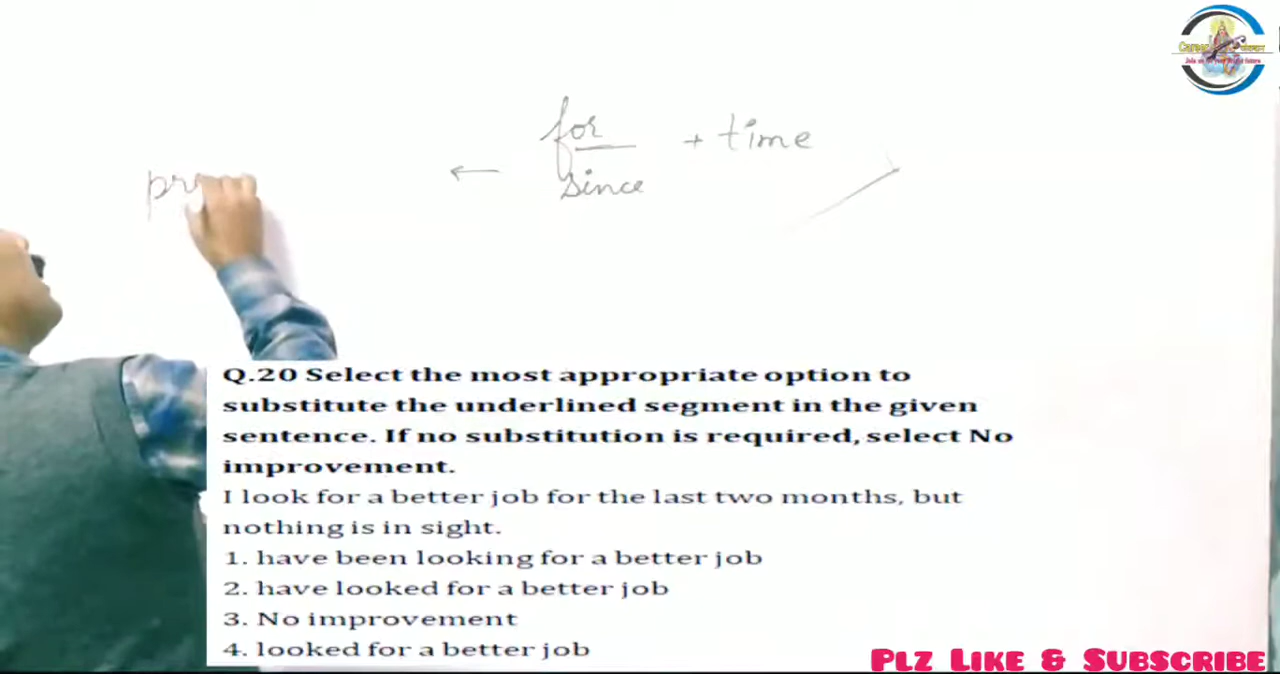 for + time
← since
pr
Q.20 Select the most appropriate option to
substitute the underlined segment in the given
sentence. If no substitution is required, select No
improvement.
I look for a better job for the last two months, but
nothing is in sight.
1. have been looking for a better job
2. have looked for a better job
3. No improvement
4. looked for a better job
Plz Like & Subscribe